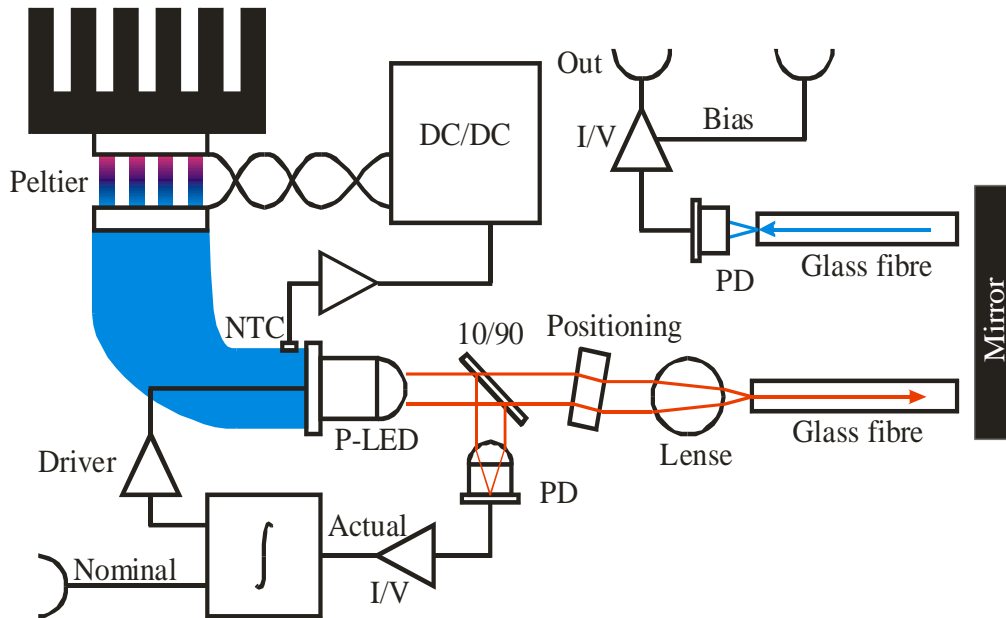 Out
I/V
Bias
DC/DC
Peltier
PD
Glass fibre
Mirror
NTC
10/90
Positioning
P-LED
Lense
Glass fibre
Driver
PD
Actual
∫
Nominal
I/V